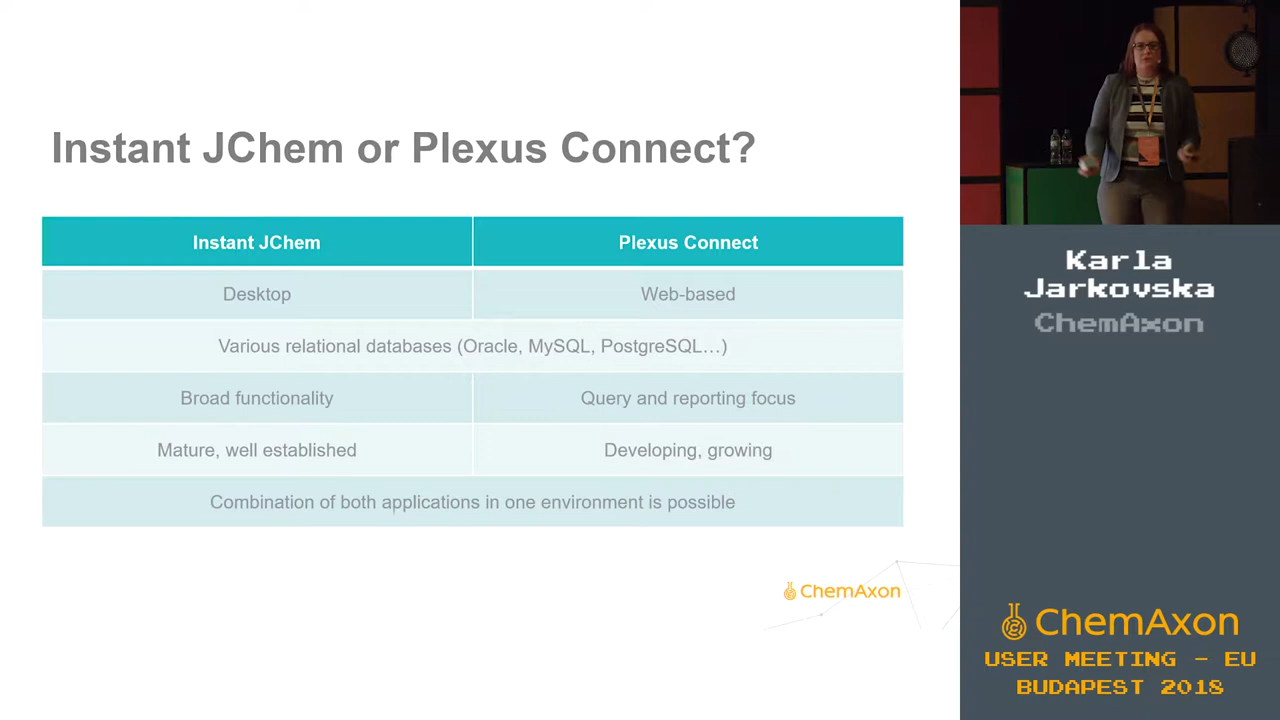 Instant JChem or Plexus Connect?
Instant JChem
Plexus Connect
Desktop
Web-based
Various relational databases (Oracle, MySQL, PostgreSQL…)
Broad functionality
Query and reporting focus
Mature, well established
Developing, growing
Combination of both applications in one environment is possible
ChemAxon
Karla
Jarkovska
ChemAxon
ChemAxon
USER MEETING - EU
BUDAPEST 2018